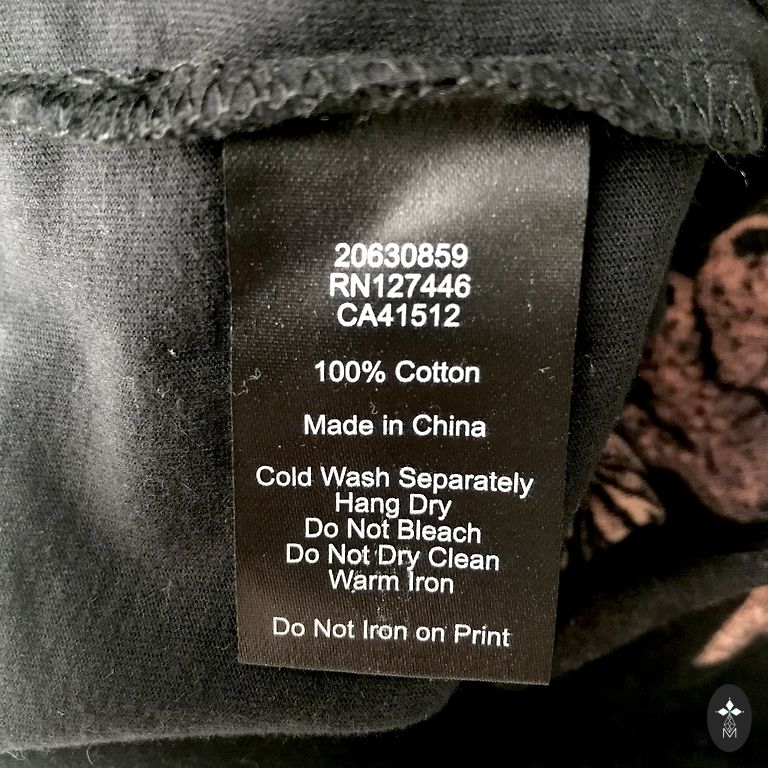 20630859
RN127446
CA41512
100% Cotton
Made in China
Cold Wash Separately
Hang Dry
Do Not Bleach
Do Not Dry Clean
Warm Iron
Do Not Iron on Print
M